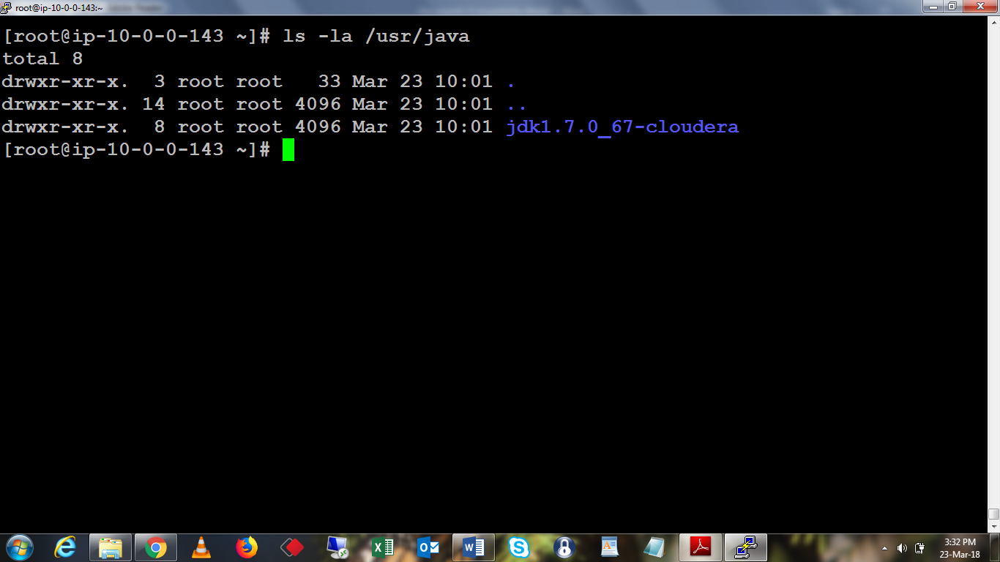 root@ip-10-0-0-143:~
[root@ip-10-0-0-143 ~]# ls -la /usr/java
total 8
drwxr-xr-x.  3 root root   33 Mar 23 10:01 .
drwxr-xr-x. 14 root root 4096 Mar 23 10:01 ..
drwxr-xr-x.  8 root root 4096 Mar 23 10:01 jdk1.7.0_67-cloudera
[root@ip-10-0-0-143 ~]#
3:32 PM
23-Mar-18